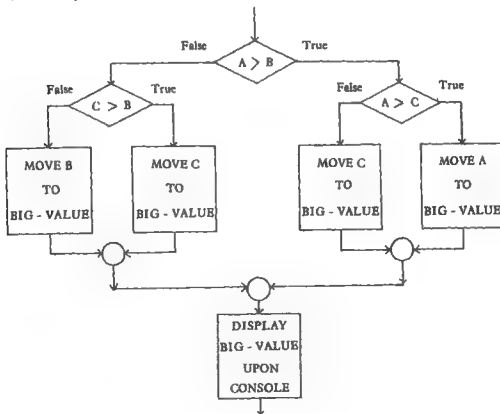 False
A > B
True
False
C > B
True
False
A > C
True
MOVE B
TO
BIG - VALUE
MOVE C
TO
BIG - VALUE
MOVE C
TO
BIG - VALUE
MOVE A
TO
BIG - VALUE
DISPLAY
BIG - VALUE
UPON
CONSOLE